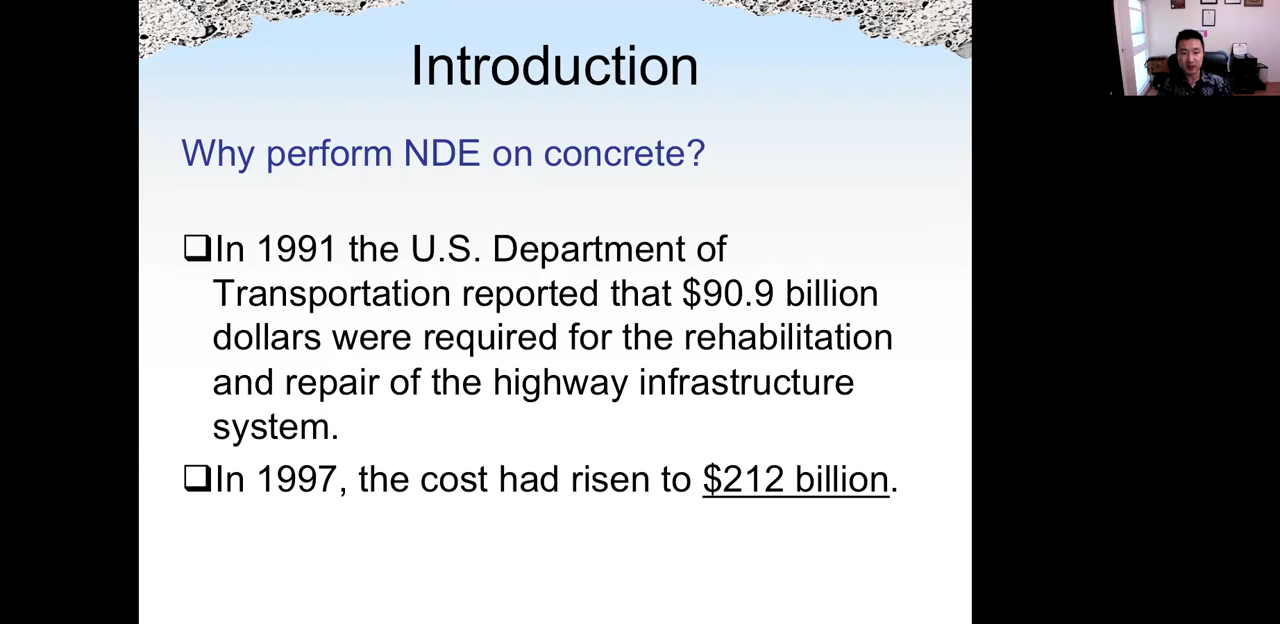 Introduction
Why perform NDE on concrete?
❑In 1991 the U.S. Department of
Transportation reported that $90.9 billion
dollars were required for the rehabilitation
and repair of the highway infrastructure
system.
❑In 1997, the cost had risen to $212 billion.